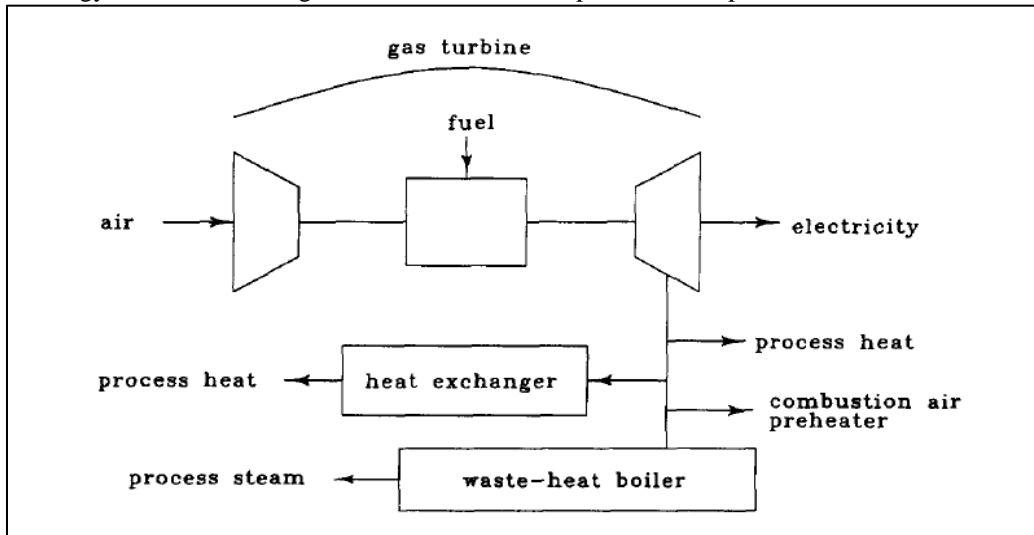 gas turbine
fuel
air
electricity
process heat
process heat
heat exchanger
combustion air
preheater
process steam
waste-heat boiler